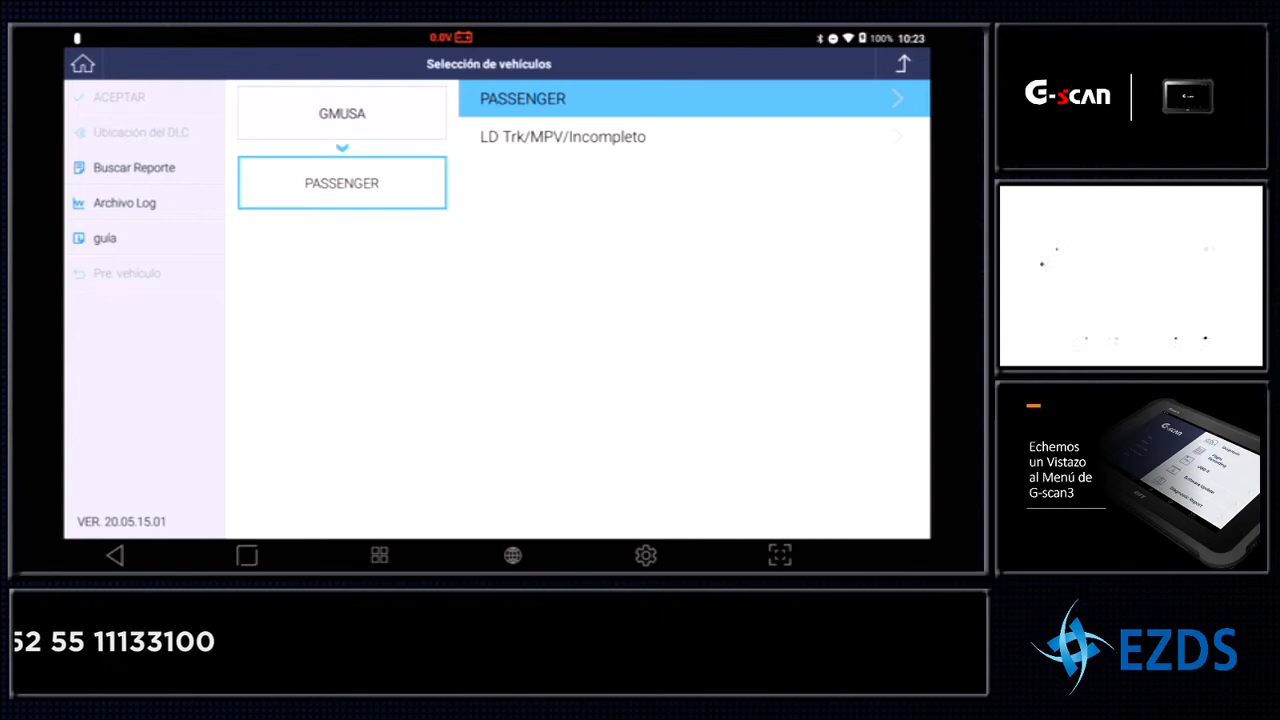 0.0V
100% 10:23
Selección de vehículos
ACEPTAR
Ubicación del DLC
Buscar Reporte
Archivo Log
guía
Pre. vehículo
VER. 20.05.15.01
GMUSA
PASSENGER
PASSENGER
LD Trk/MPV/Incompleto
G-SCAN
Echemos
un Vistazo
al Menú de
G-scan3
G-SCAN
52 55 11133100
EZDS